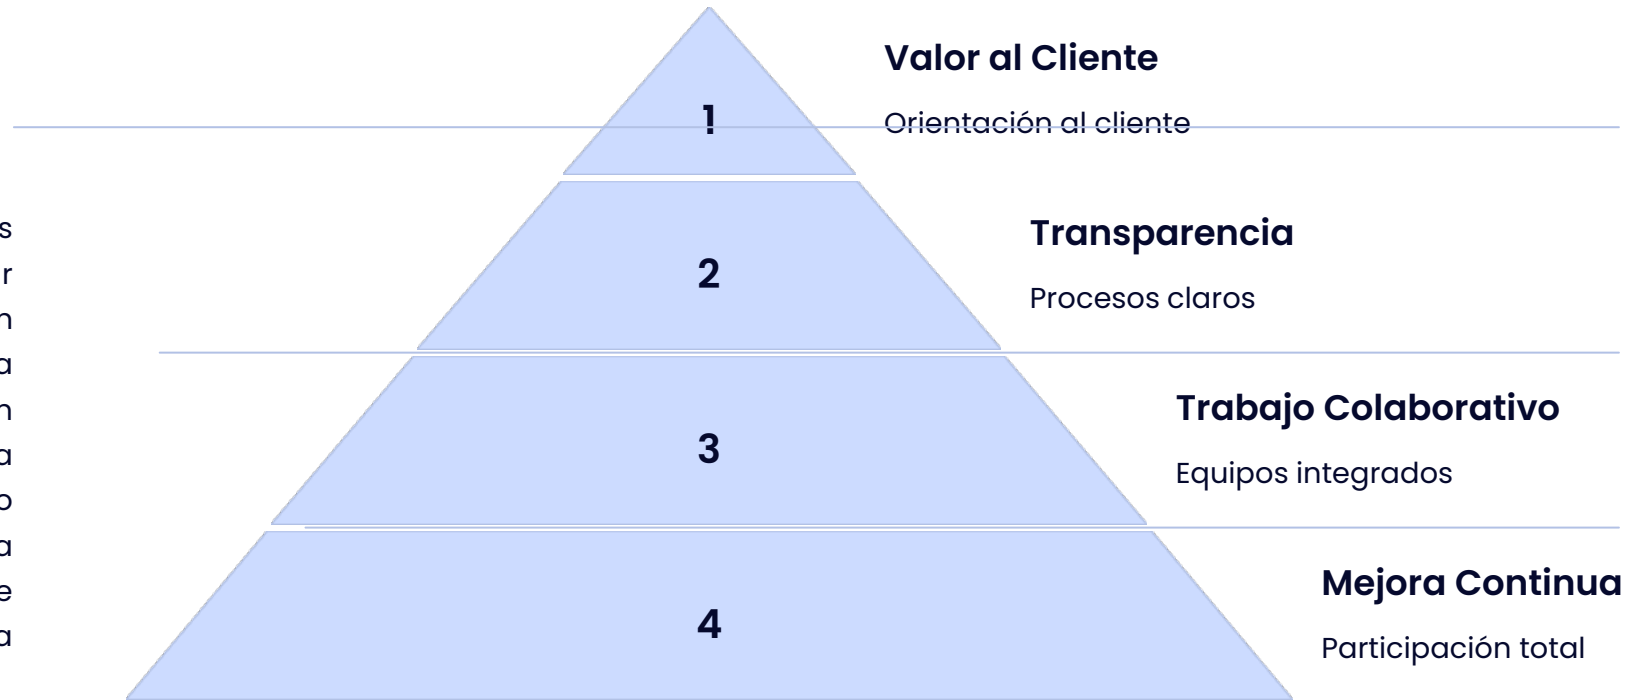 1
Valor al Cliente
Orientación al cliente
2
Transparencia
Procesos claros
3
Trabajo Colaborativo
Equipos integrados
4
Mejora Continua
Participación total